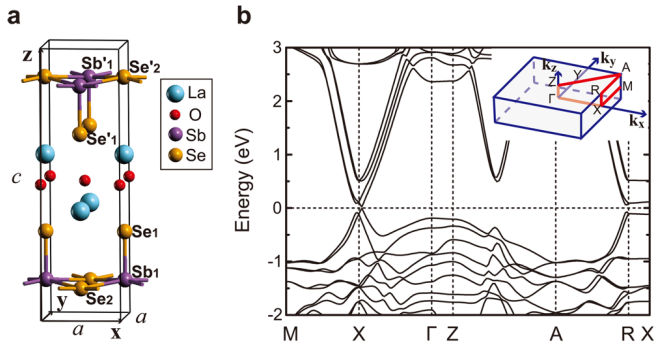 a
z
Sb'1
Se'2
Se'1
La
O
Sb
Se
c
Se1
Sb1
y
Se2
a
a
x
b
Energy (eV)
3
2
1
0
-1
-2
M
X
Γ
Z
A
R
X
kz
ky
kx
Z
Y
A
R
M
Γ
X